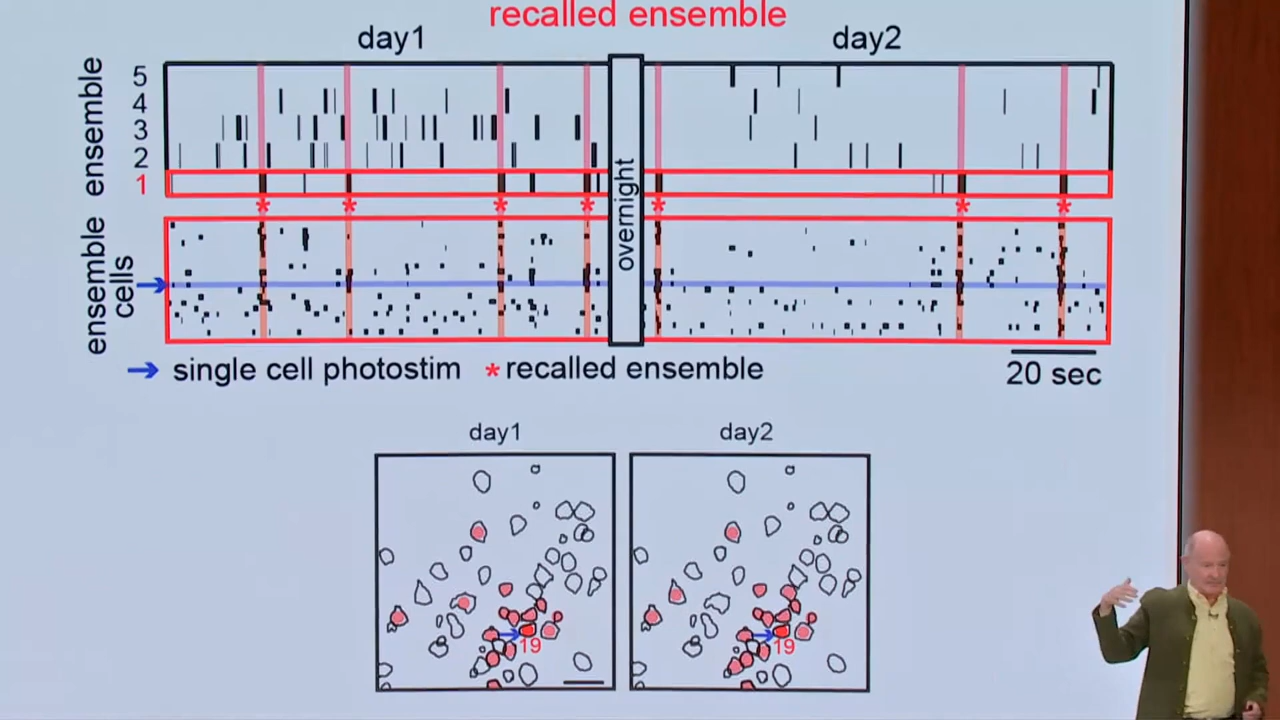 recalled ensemble
day1
day2
ensemble
5
4
3
2
1
* * * * * * *
overnight
ensemble
cells
single cell photostim
*recalled ensemble
20 sec
day1
day2
19
19